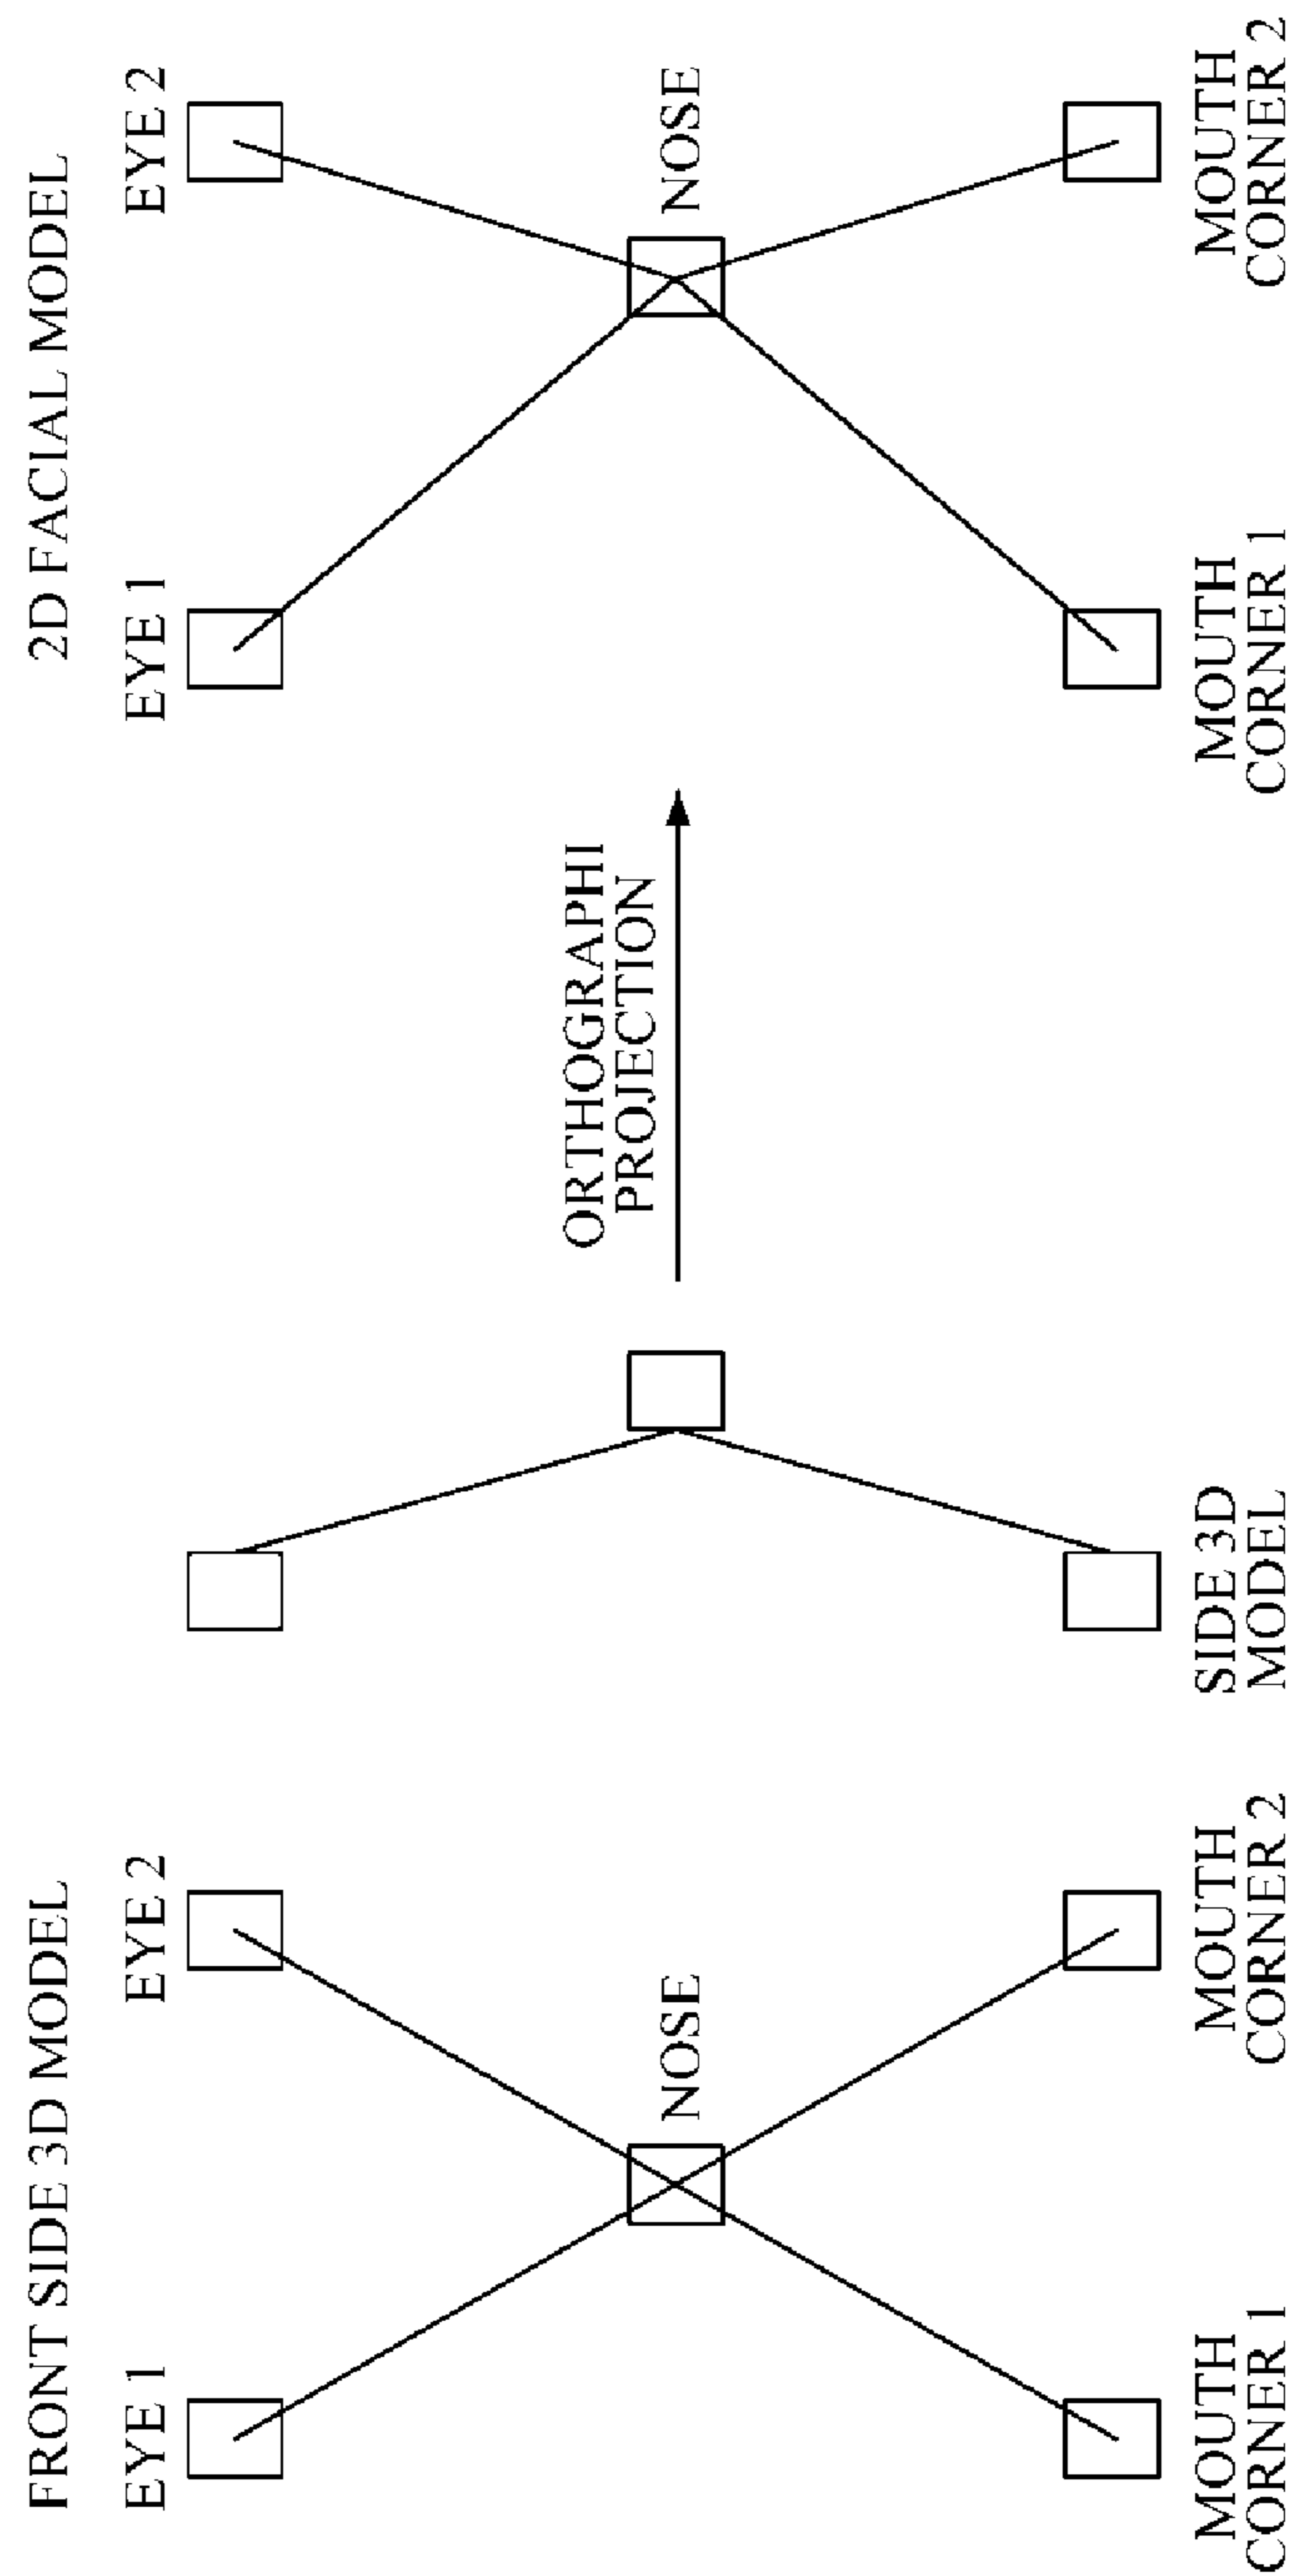 FRONT SIDE 3D MODEL
EYE 1
EYE 2
NOSE
MOUTH
CORNER 1
MOUTH
CORNER 2
SIDE 3D
MODEL
ORTHOGRAPHI
PROJECTION
2D FACIAL MODEL
EYE 1
EYE 2
NOSE
MOUTH
CORNER 1
MOUTH
CORNER 2